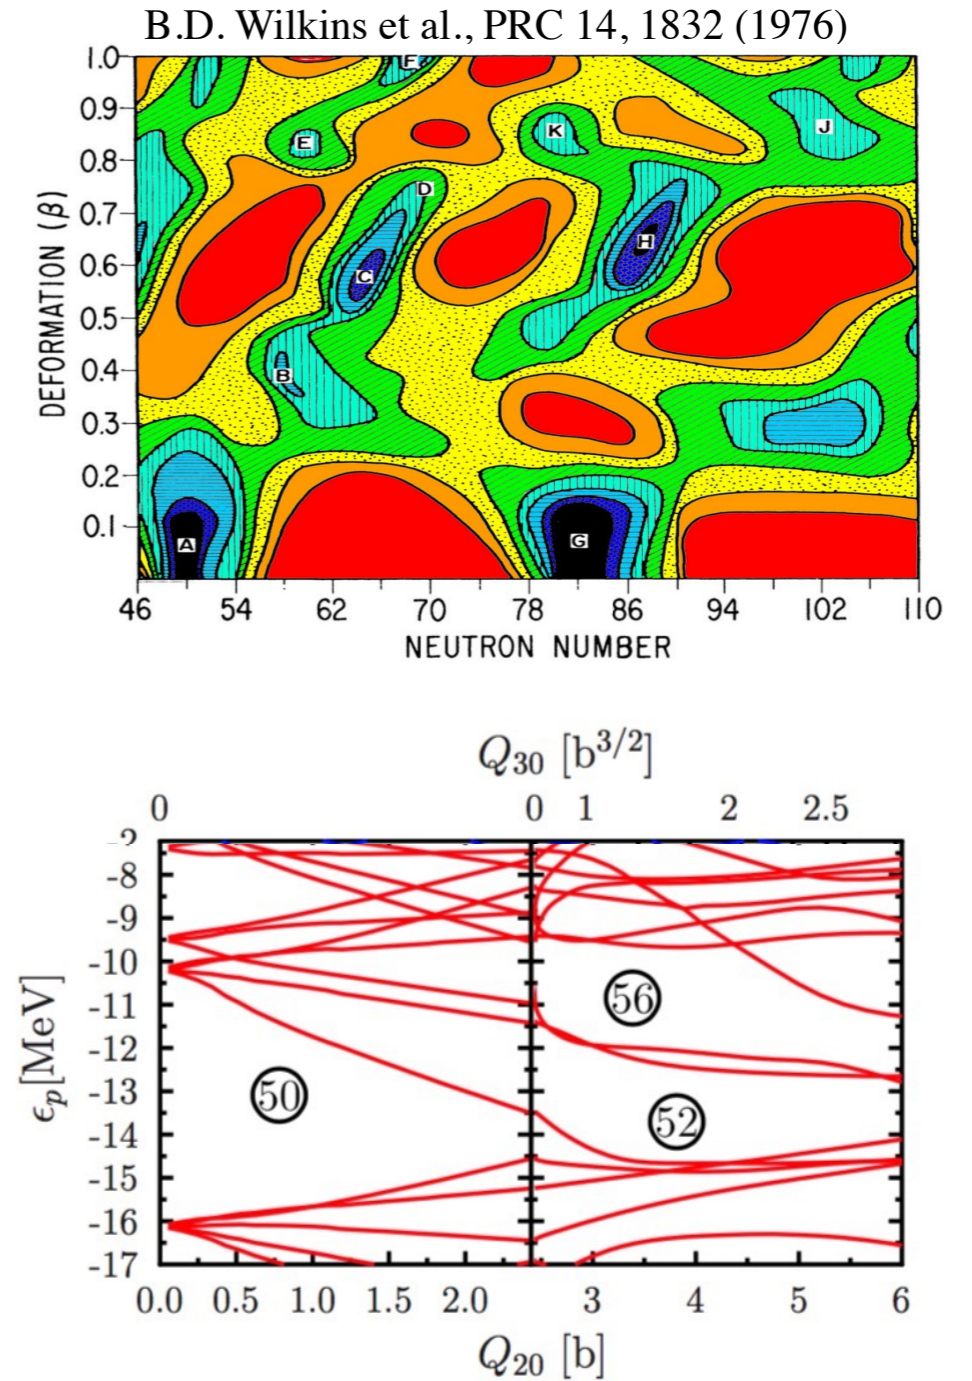 B.D. Wilkins et al., PRC 14, 1832 (1976)
1.0
0.9
0.8
0.7
0.6
0.5
0.4
0.3
0.2
0.1
DEFORMATION (β)
F
E
K
J
D
H
C
B
A
G
46 54 62 70 78 86 94 102 110
NEUTRON NUMBER
Q30 [b3/2]
0 0 1 2 2.5
-8
-9
-10
-11
-12
-13
-14
-15
-16
-17
ϵp[MeV]
56
50
52
0.0 0.5 1.0 1.5 2.0 3 4 5 6
Q20 [b]